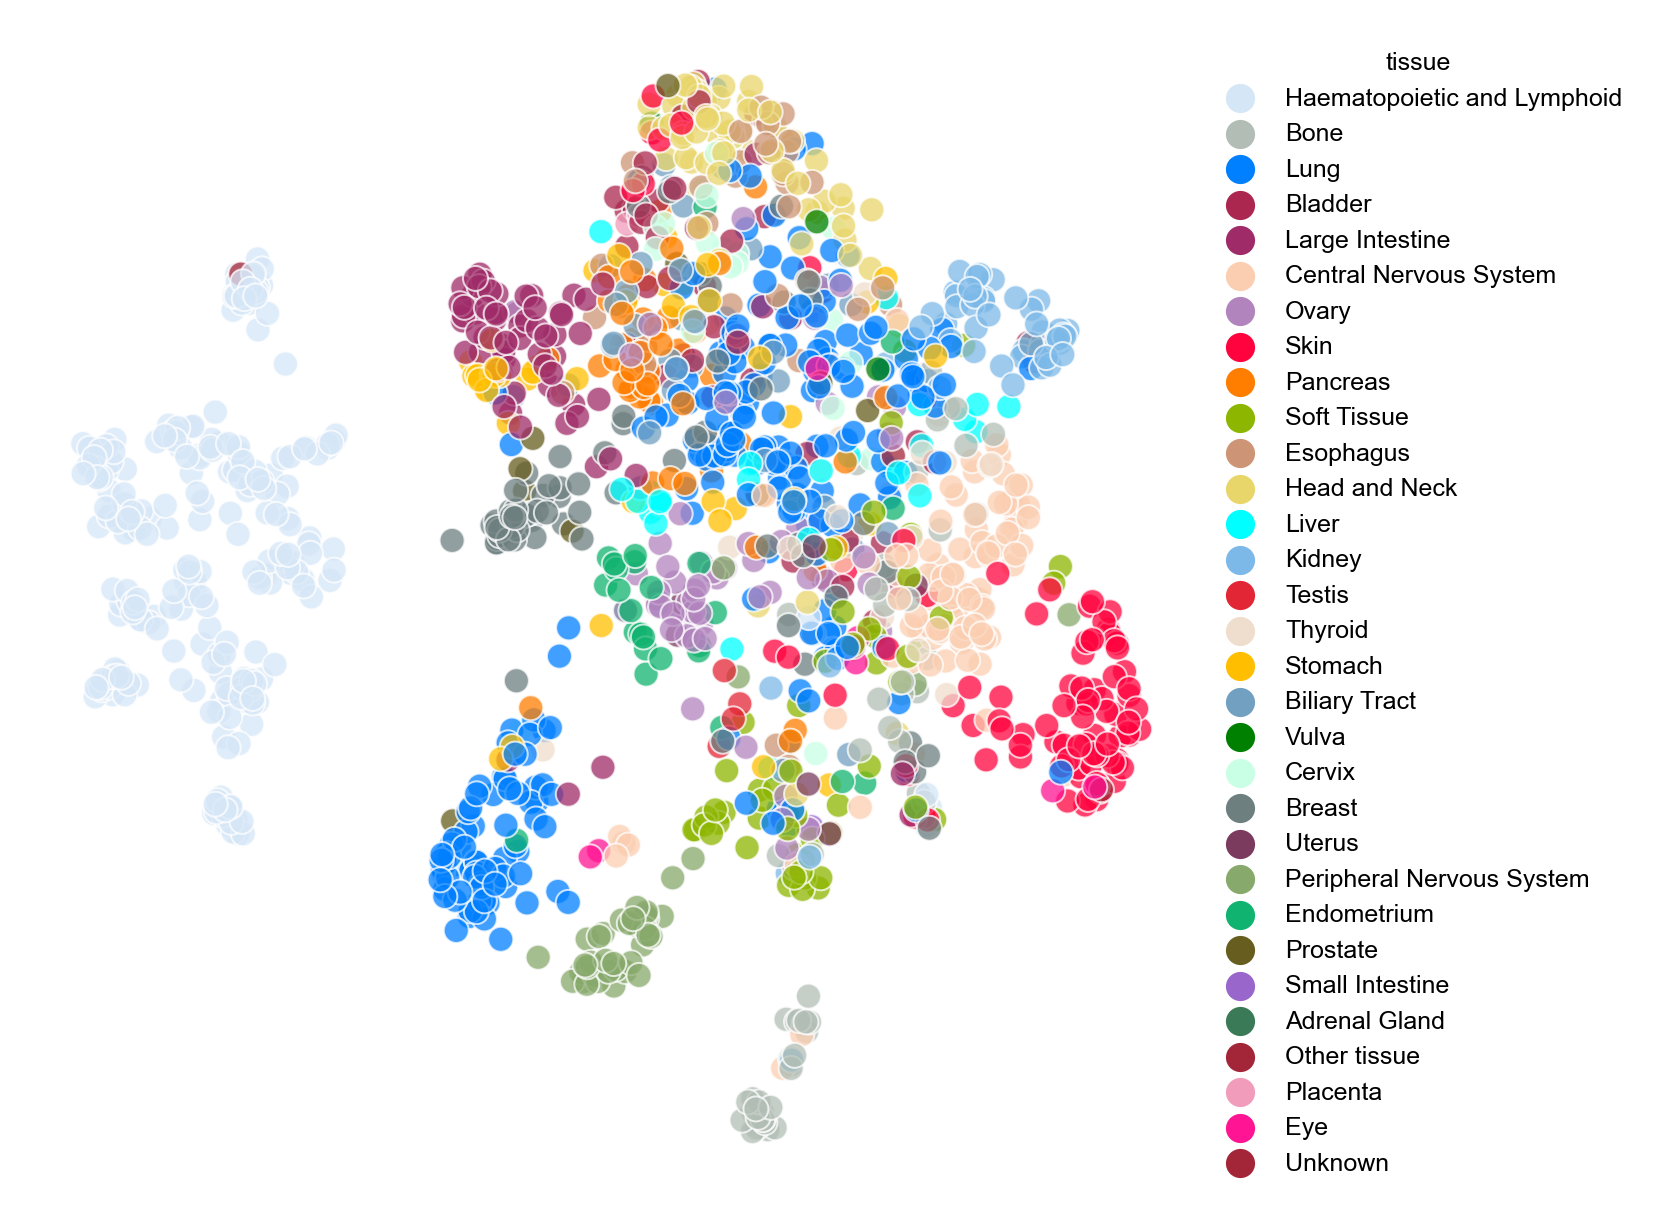 tissue
Haematopoietic and Lymphoid
Bone
Lung
Bladder
Large Intestine
Central Nervous System
Ovary
Skin
Pancreas
Soft Tissue
Esophagus
Head and Neck
Liver
Kidney
Testis
Thyroid
Stomach
Biliary Tract
Vulva
Cervix
Breast
Uterus
Peripheral Nervous System
Endometrium
Prostate
Small Intestine
Adrenal Gland
Other tissue
Placenta
Eye
Unknown